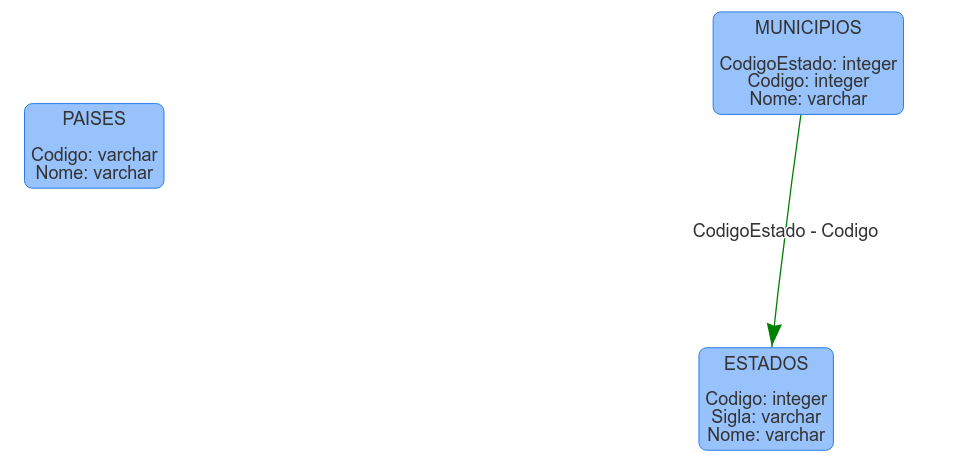 PAISES
Codigo: varchar
Nome: varchar
MUNICIPIOS
CodigoEstado: integer
Codigo: integer
Nome: varchar
CodigoEstado - Codigo
ESTADOS
Codigo: integer
Sigla: varchar
Nome: varchar